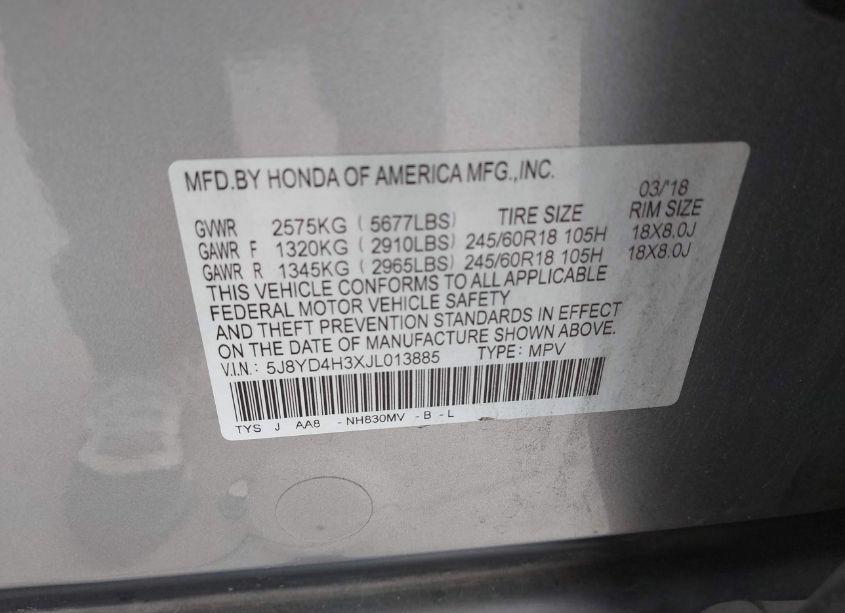 MFD.BY HONDA OF AMERICA MFG.,INC.
03/'18
TIRE SIZE RIM SIZE
GVWR 2575KG ( 5677LBS)
GAWR F 1320KG ( 2910LBS) 245/60R18 105H 18X8.0J
GAWR R 1345KG ( 2965LBS) 245/60R18 105H 18X8.0J
THIS VEHICLE CONFORMS TO ALL APPLICABLE
FEDERAL MOTOR VEHICLE SAFETY
AND THEFT PREVENTION STANDARDS IN EFFECT
ON THE DATE OF MANUFACTURE SHOWN ABOVE.
V.I.N.: 5J8YD4H3XJL013885 TYPE: MPV
TYS J AA8 - NH830MV - B - L